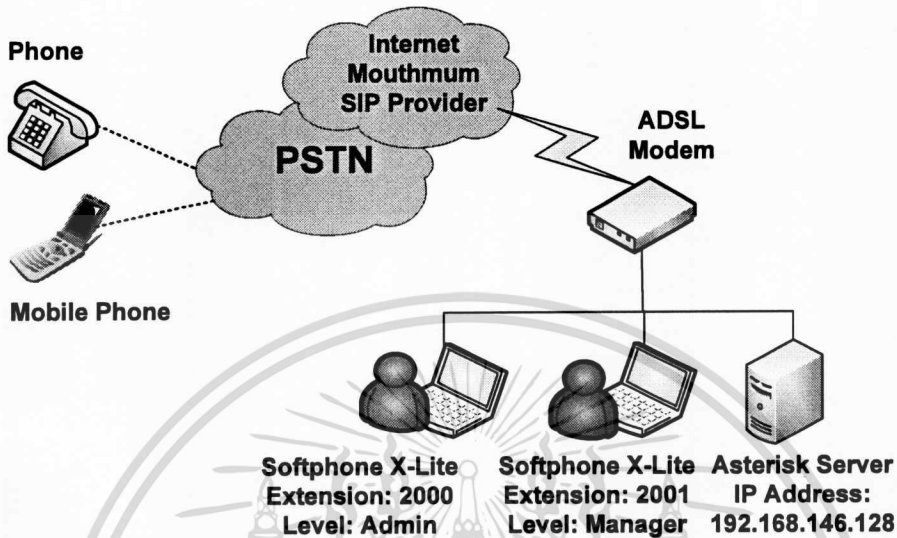 Phone
Internet
Mouthmum
SIP Provider
PSTN
ADSL
Modem
Mobile Phone
Softphone X-Lite
Extension: 2000
Level: Admin
Softphone X-Lite
Extension: 2001
Level: Manager
Asterisk Server
IP Address:
192.168.146.128